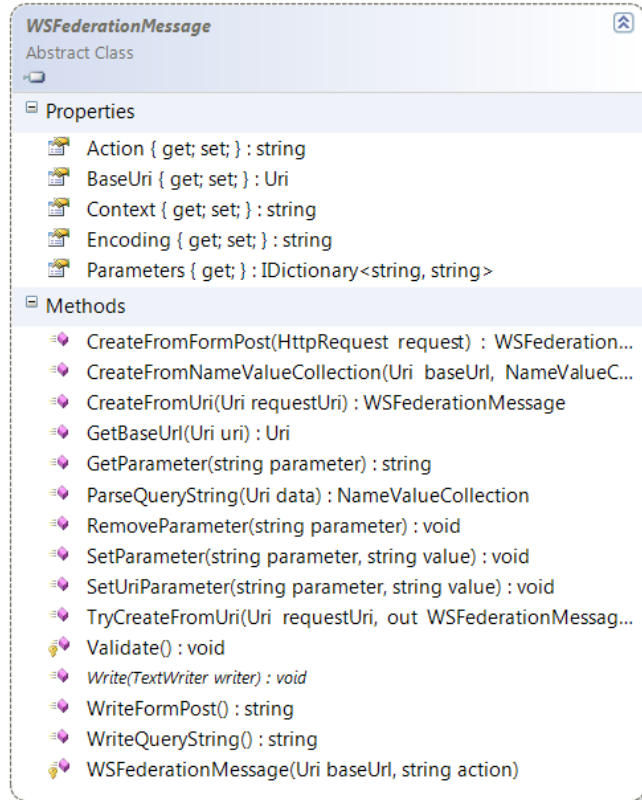 WSFederationMessage
Abstract Class
Properties
Action { get; set; } : string
BaseUri { get; set; } : Uri
Context { get; set; } : string
Encoding { get; set; } : string
Parameters { get; } : IDictionary<string, string>
Methods
CreateFromFormPost(HttpRequest request) : WSFederation...
CreateFromNameValueCollection(Uri baseUrl, NameValueC...
CreateFromUri(Uri requestUri) : WSFederationMessage
GetBaseUrl(Uri uri) : Uri
GetParameter(string parameter) : string
ParseQueryString(Uri data) : NameValueCollection
RemoveParameter(string parameter) : void
SetParameter(string parameter, string value) : void
SetUriParameter(string parameter, string value) : void
TryCreateFromUri(Uri requestUri, out WSFederationMessag...
Validate() : void
Write(TextWriter writer) : void
WriteFormPost() : string
WriteQueryString() : string
WSFederationMessage(Uri baseUrl, string action)